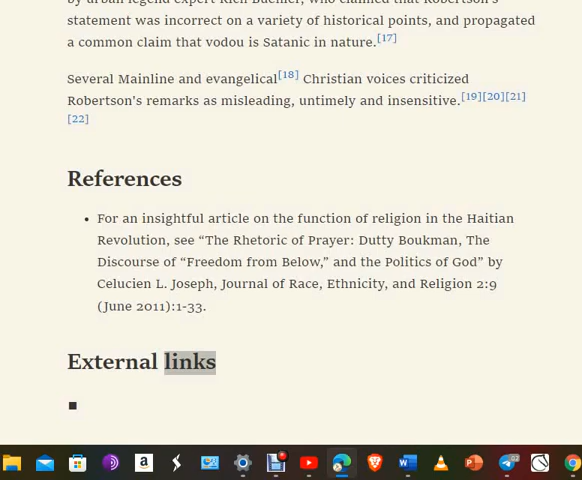 by urban legend expert Rich Buehler, who claimed that Robertson's
statement was incorrect on a variety of historical points, and propagated
a common claim that vodou is Satanic in nature.[17]
Several Mainline and evangelical[18] Christian voices criticized
Robertson's remarks as misleading, untimely and insensitive.[19][20][21]
[22]
References
• For an insightful article on the function of religion in the Haitian
Revolution, see “The Rhetoric of Prayer: Dutty Boukman, The
Discourse of “Freedom from Below,” and the Politics of God” by
Celucien L. Joseph, Journal of Race, Ethnicity, and Religion 2:9
(June 2011):1-33.
External links